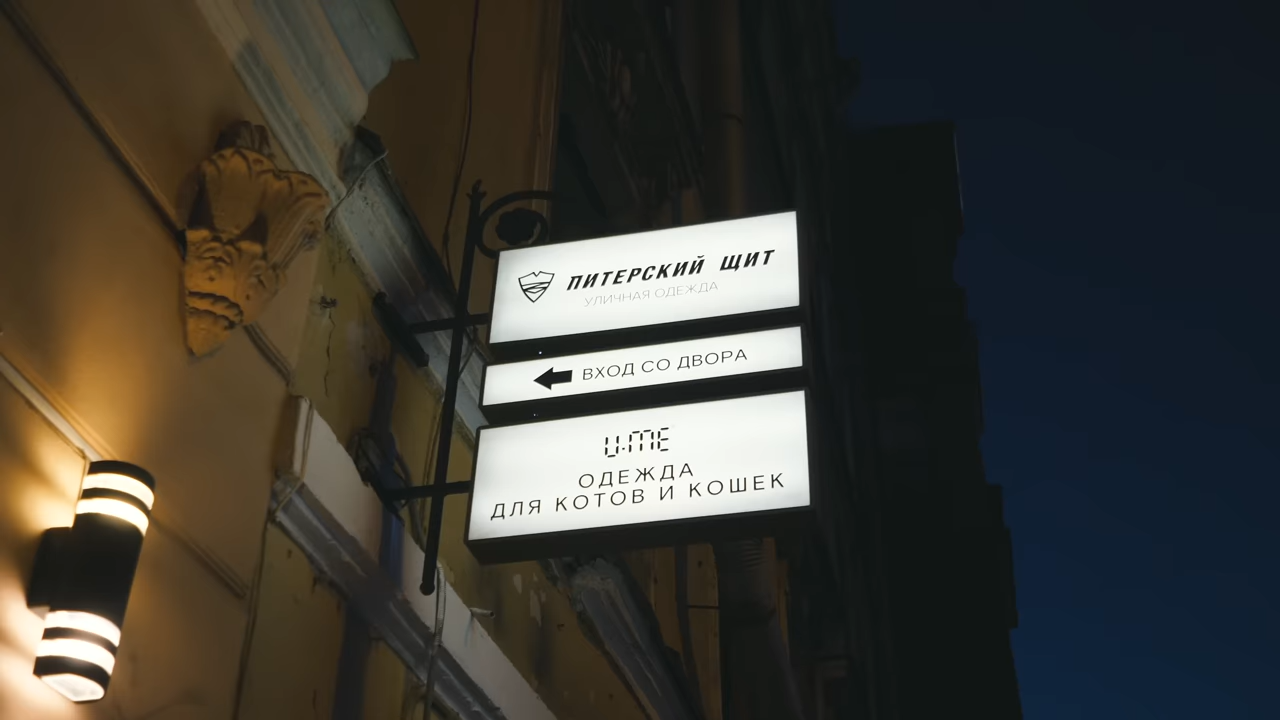 ПИТЕРСКИЙ ЩИТ
УЛИЧНАЯ ОДЕЖДА
ВХОД СО ДВОРА
U:ME
ОДЕЖДА
ДЛЯ КОТОВ И КОШЕК